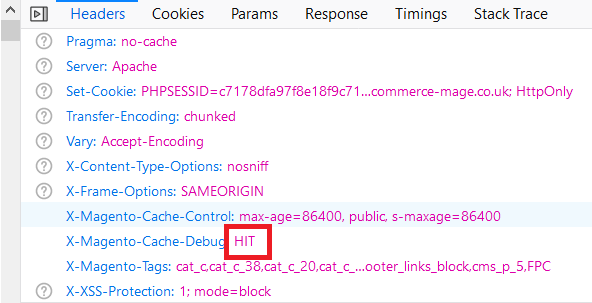 Headers Cookies Params Response Timings Stack Trace
Pragma: no-cache
Server: Apache
Set-Cookie: PHPSESSID=c7178dfa97f8e18f9c71...commerce-mage.co.uk; HttpOnly
Transfer-Encoding: chunked
Vary: Accept-Encoding
X-Content-Type-Options: nosniff
X-Frame-Options: SAMEORIGIN
X-Magento-Cache-Control: max-age=86400, public, s-maxage=86400
X-Magento-Cache-Debug HIT
X-Magento-Tags: cat_c,cat_c_38,cat_c_20,cat_c_...ooter_links_block,cms_p_5,FPC
X-XSS-Protection: 1; mode=block